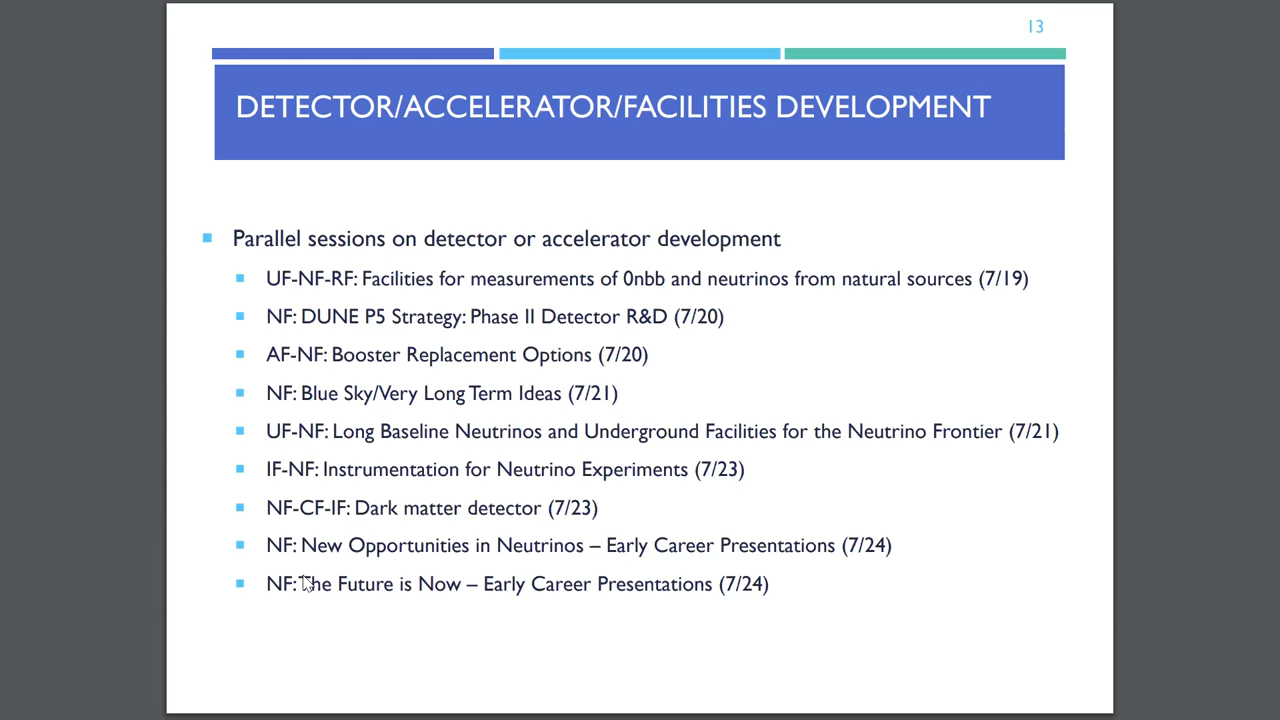 13
DETECTOR/ACCELERATOR/FACILITIES DEVELOPMENT
Parallel sessions on detector or accelerator development
UF-NF-RF: Facilities for measurements of 0nbb and neutrinos from natural sources (7/19)
NF: DUNE P5 Strategy: Phase II Detector R&D (7/20)
AF-NF: Booster Replacement Options (7/20)
NF: Blue Sky/Very Long Term Ideas (7/21)
UF-NF: Long Baseline Neutrinos and Underground Facilities for the Neutrino Frontier (7/21)
IF-NF: Instrumentation for Neutrino Experiments (7/23)
NF-CF-IF: Dark matter detector (7/23)
NF: New Opportunities in Neutrinos – Early Career Presentations (7/24)
NF: The Future is Now – Early Career Presentations (7/24)